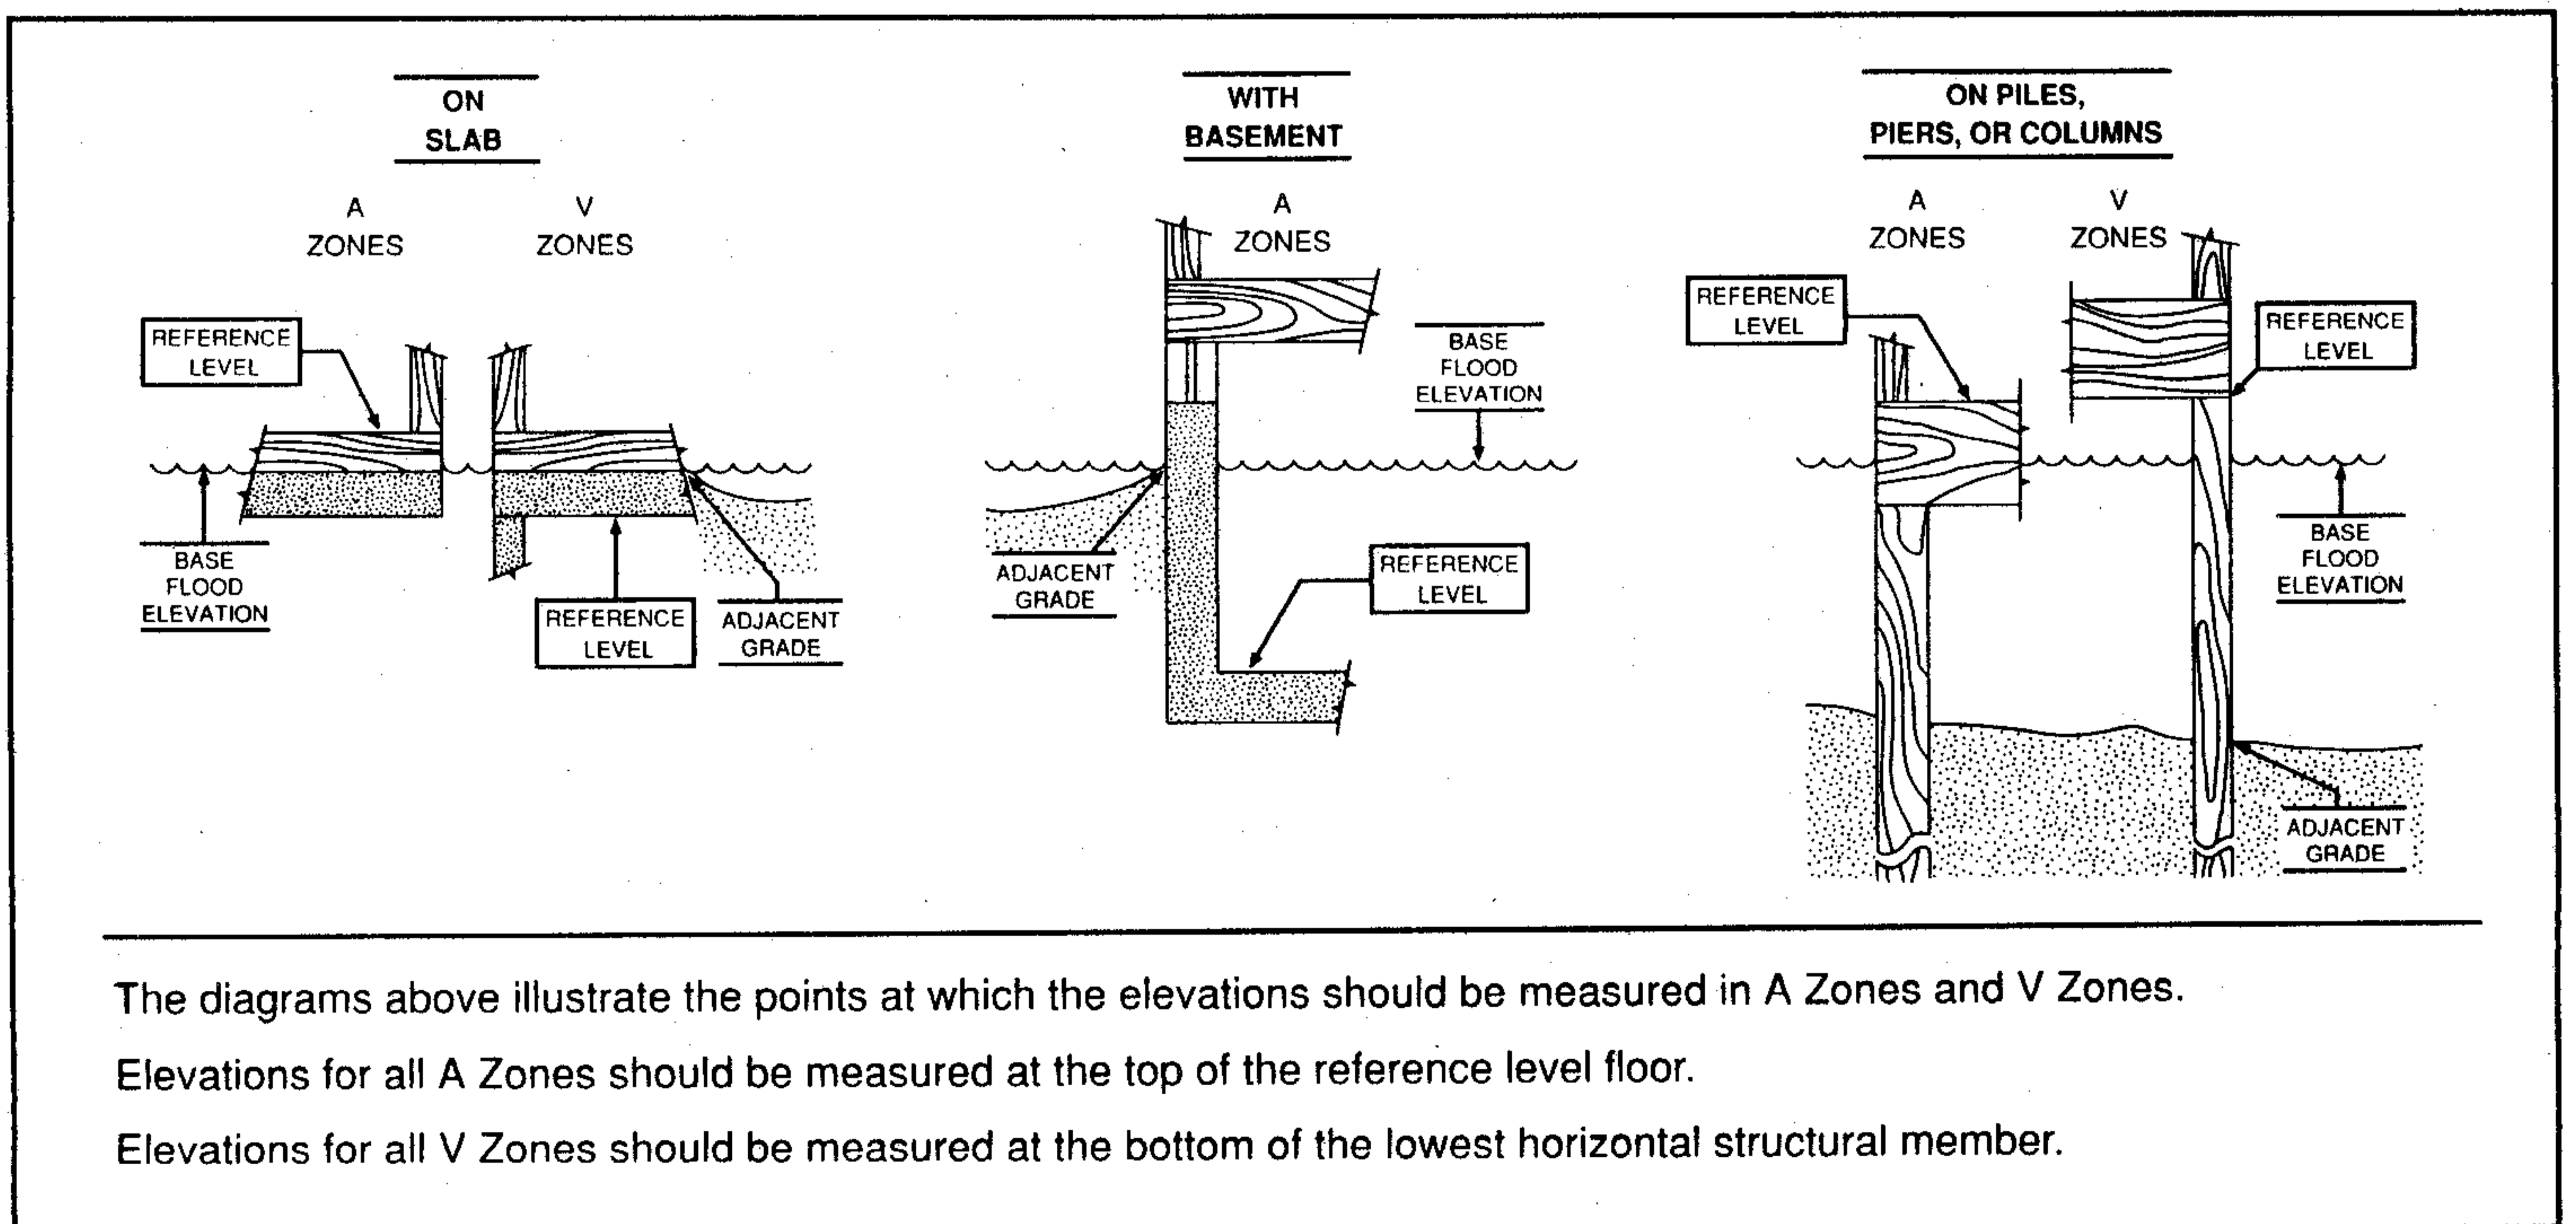 ON
SLAB
A
ZONES
V
ZONES
REFERENCE
LEVEL
BASE
FLOOD
ELEVATION
REFERENCE
LEVEL
ADJACENT
GRADE
WITH
BASEMENT
A
ZONES
BASE
FLOOD
ELEVATION
ADJACENT
GRADE
REFERENCE
LEVEL
ON PILES,
PIERS, OR COLUMNS
A
ZONES
V
ZONES
REFERENCE
LEVEL
REFERENCE
LEVEL
BASE
FLOOD
ELEVATION
ADJACENT
GRADE
The diagrams above illustrate the points at which the elevations should be measured in A Zones and V Zones.
Elevations for all A Zones should be measured at the top of the reference level floor.
Elevations for all V Zones should be measured at the bottom of the lowest horizontal structural member.